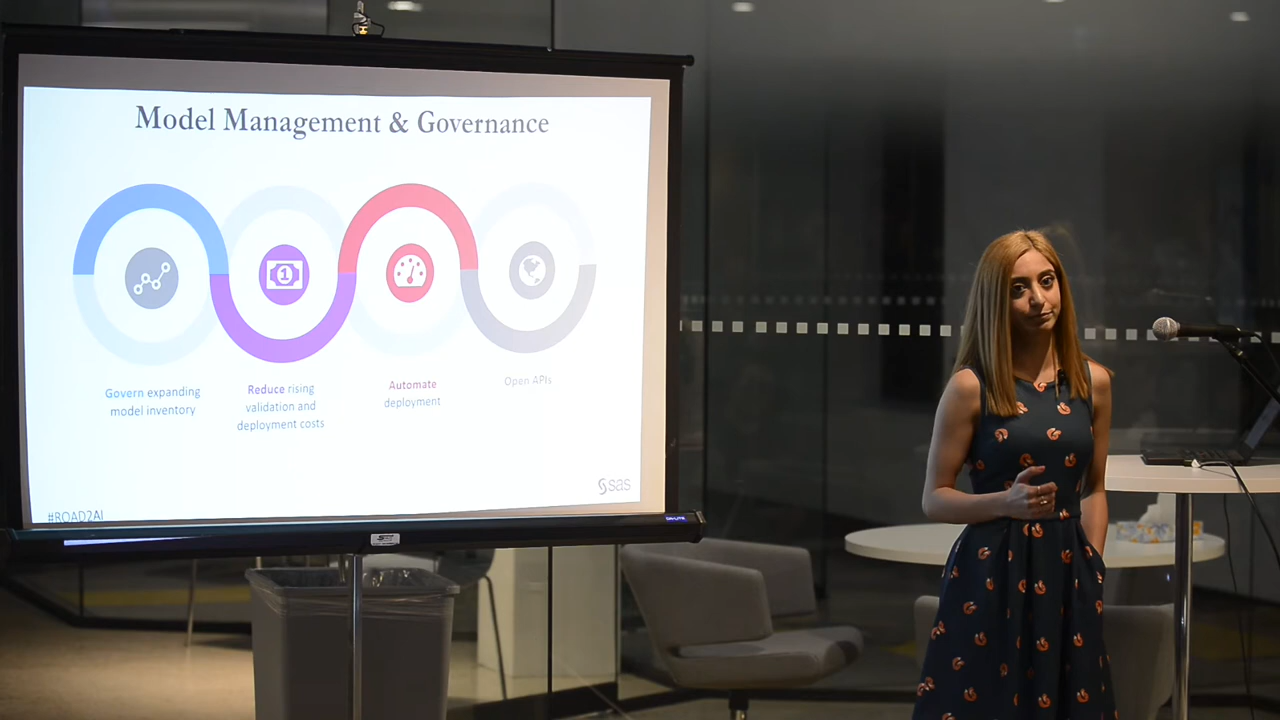 Model Management & Governance
1
Govern expanding
model inventory
Reduce rising
validation and
deployment costs
Automate
deployment
Open APIs
sas
#ROAD2AI